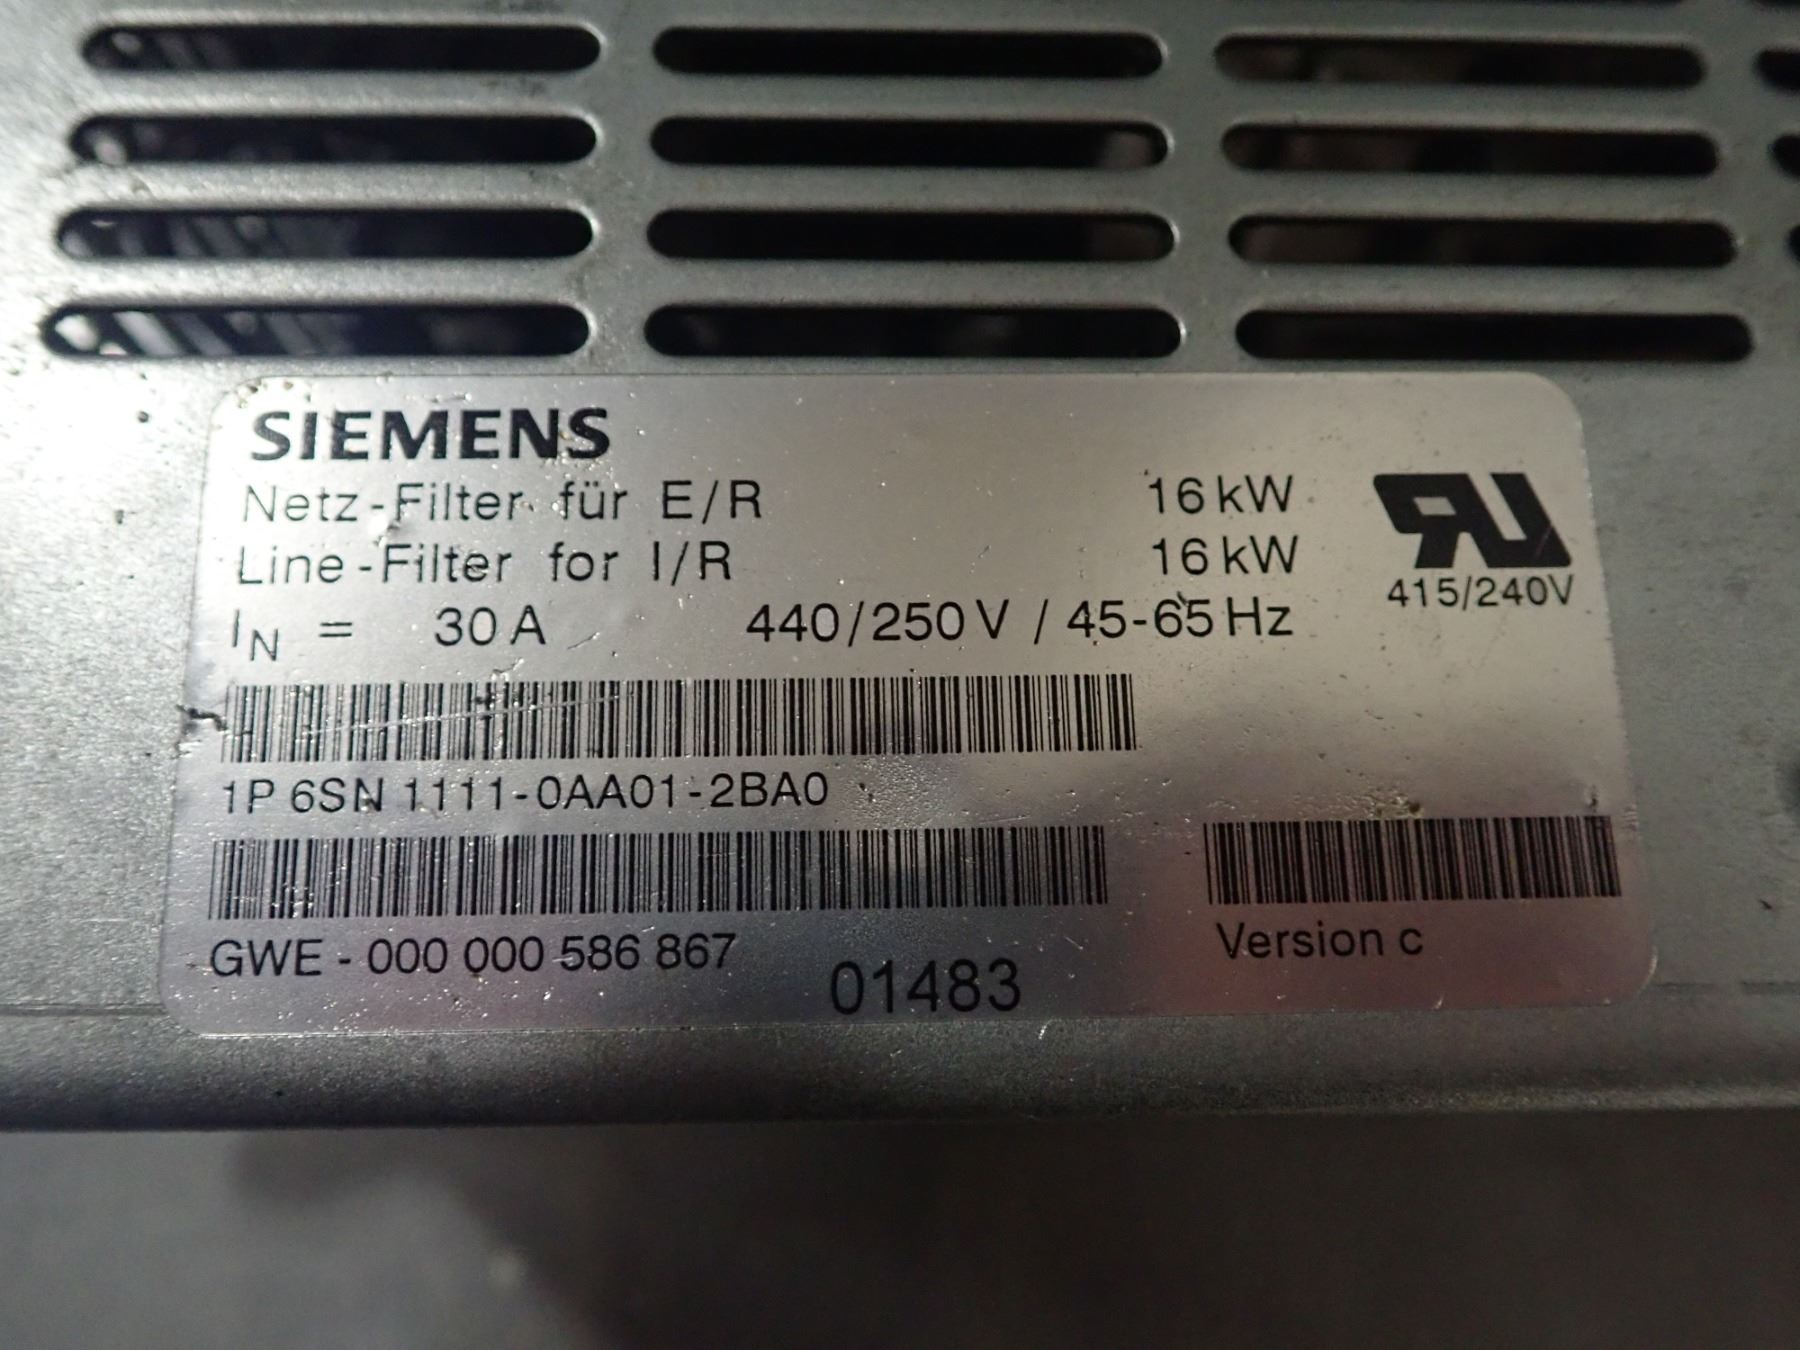 SIEMENS
Netz-Filter für E/R 16 kW
Line-Filter for I/R 16 kW
IN = 30 A 440/250 V / 45-65 Hz
RU
415/240V
1P 6SN 1111-0AA01-2BA0
GWE - 000 000 586 867
01483
Version c